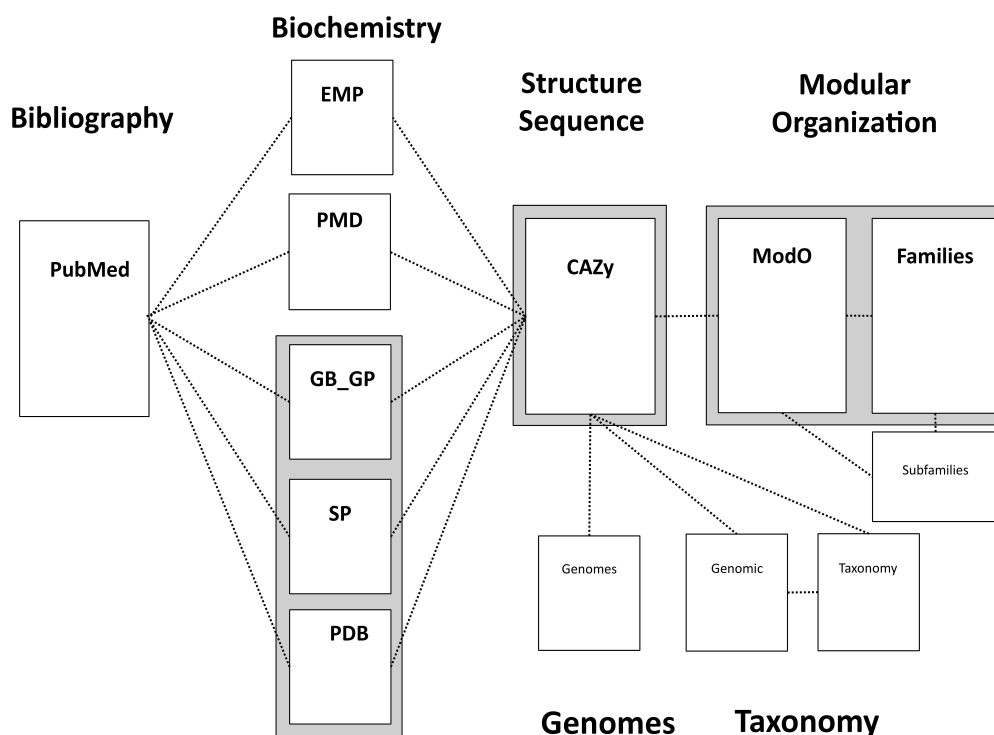 Biochemistry
Bibliography
Structure
Sequence
Modular
Organization
EMP
PMD
PubMed
CAZy
ModO
Families
GB_GP
SP
PDB
Subfamilies
Genomes
Genomic
Taxonomy
Genomes
Taxonomy